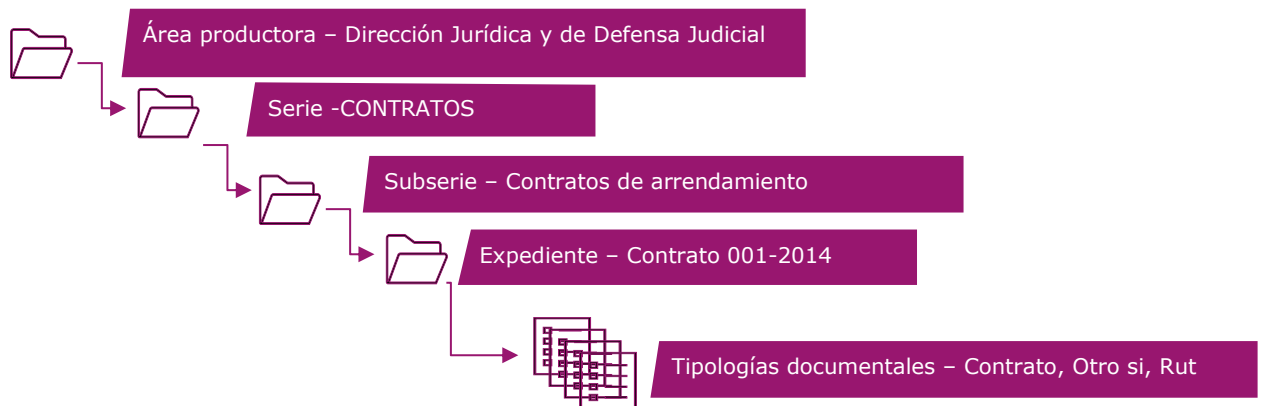 Área productora – Dirección Jurídica y de Defensa Judicial
Serie -CONTRATOS
Subserie – Contratos de arrendamiento
Expediente – Contrato 001-2014
Tipologías documentales – Contrato, Otro si, Rut